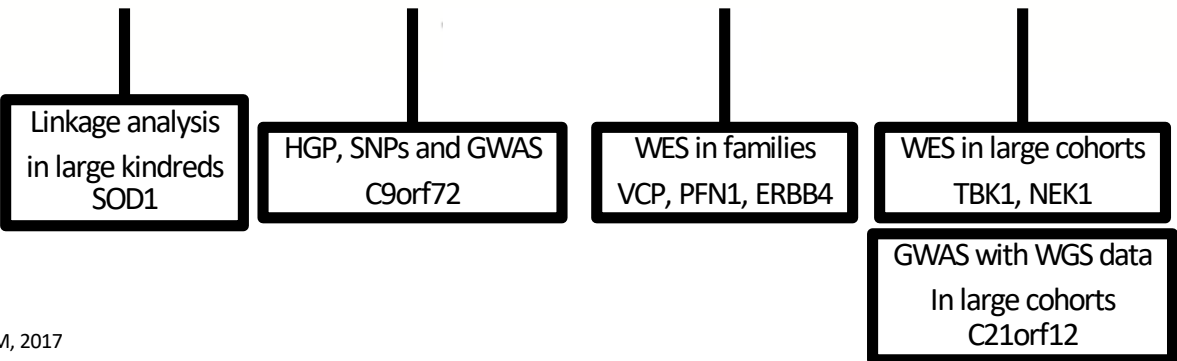 Linkage analysis
in large kindreds
SOD1
HGP, SNPs and GWAS
C9orf72
WES in families
VCP, PFN1, ERBB4
WES in large cohorts
TBK1, NEK1
GWAS with WGS data
In large cohorts
C21orf12
M, 2017